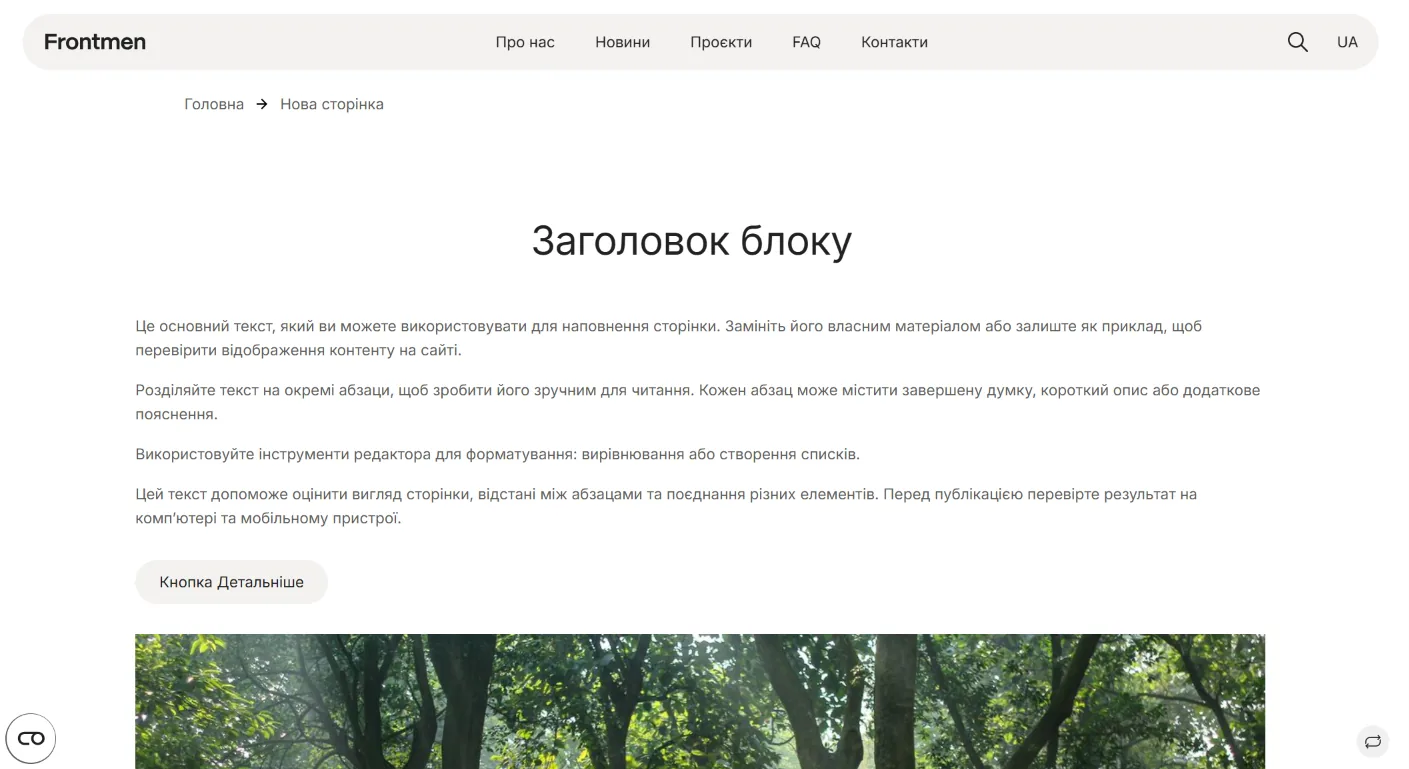 Frontmen
Про нас
Новини
Проєкти
FAQ
Контакти
UA
Головна → Нова сторінка
Заголовок блоку
Це основний текст, який ви можете використовувати для наповнення сторінки. Замініть його власним матеріалом або залиште як приклад, щоб
перевірити відображення контенту на сайті.
Розділяйте текст на окремі абзаци, щоб зробити його зручним для читання. Кожен абзац може містити завершену думку, короткий опис або додаткове
пояснення.
Використовуйте інструменти редактора для форматування: вирівнювання або створення списків.
Цей текст допоможе оцінити вигляд сторінки, відстані між абзацами та поєднання різних елементів. Перед публікацією перевірте результат на
комп’ютері та мобільному пристрої.
Кнопка Детальніше